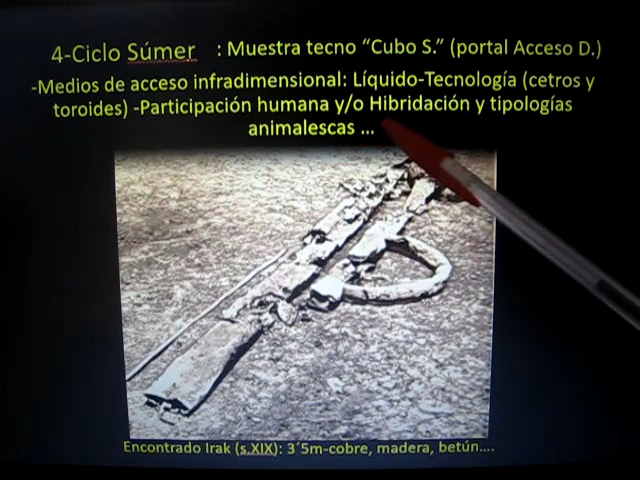 4-Ciclo Súmer : Muestra tecno “Cubo S.” (portal Acceso D.)
-Medios de acceso infradimensional: Líquido-Tecnología (cetros y
toroides) -Participación humana y/o Hibridación y tipologías
animalescas ...
Encontrado Irak (s.XIX): 3´5m-cobre, madera, betún....